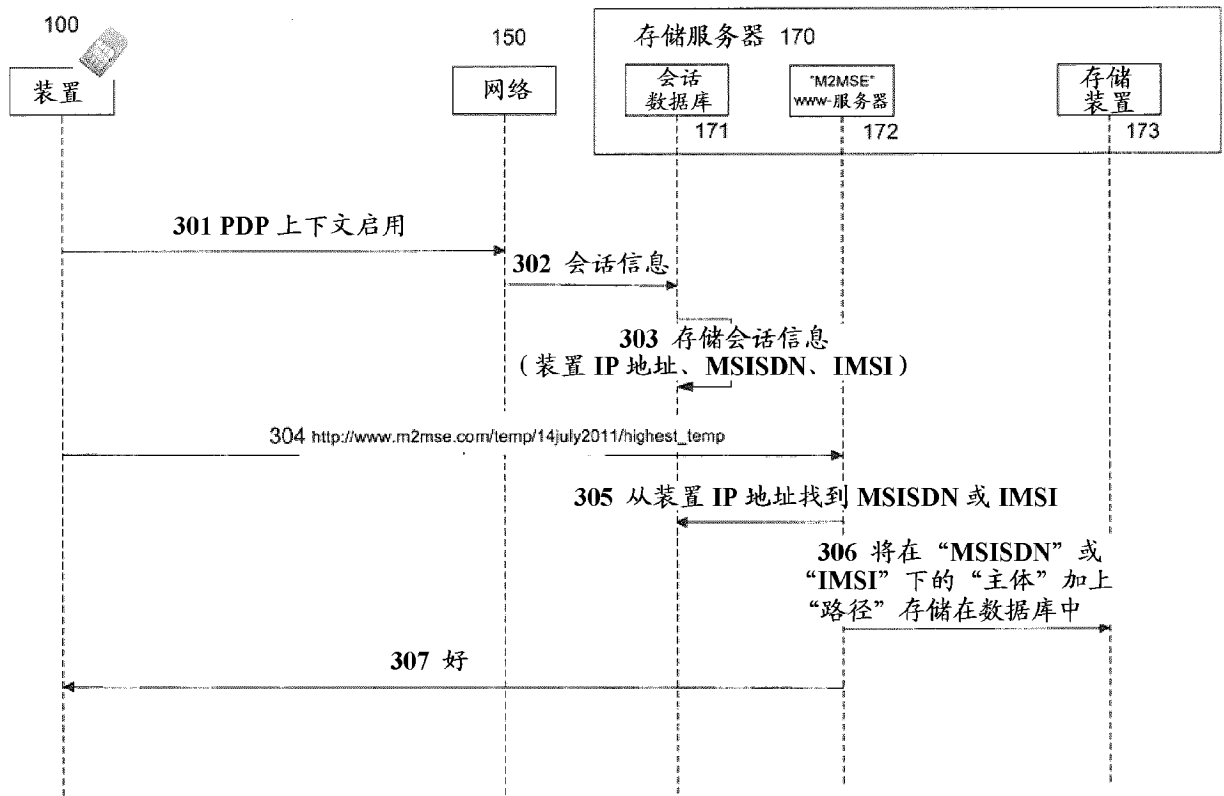 100
150
存储服务器 170
装置
网络
会话
数据库
171
"M2MSE"
www-服务器
172
存储
装置
173
301 PDP 上下文启用
302 会话信息
303 存储会话信息
（装置 IP 地址、MSISDN、IMSI）
304 http://www.m2mse.com/temp/14july2011/highest_temp
305 从装置 IP 地址找到 MSISDN 或 IMSI
306 将在“MSISDN”或
“IMSI”下的“主体”加上
“路径”存储在数据库中
307 好